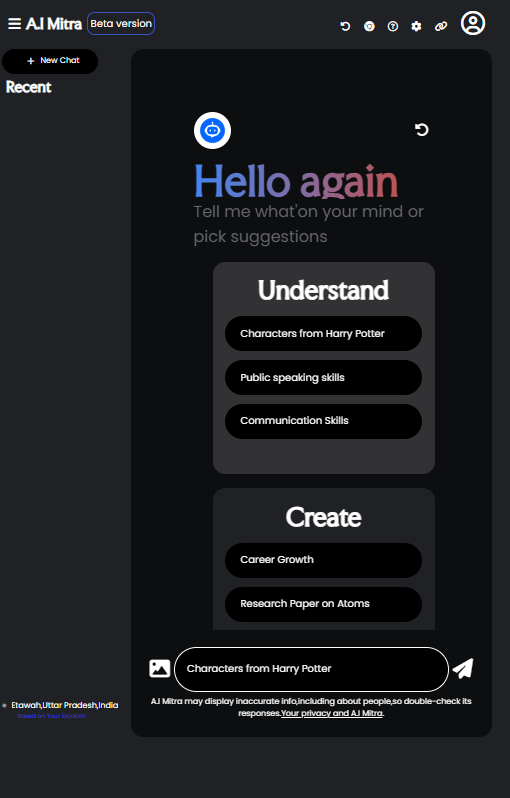 A.I Mitra
Beta version
New Chat
Recent
Hello again
Tell me what'on your mind or
pick suggestions
Understand
Characters from Harry Potter
Public speaking skills
Communication Skills
Create
Career Growth
Research Paper on Atoms
Characters from Harry Potter
A.I Mitra may display inaccurate info,including about people,so double-check its
responses.Your privacy and A.I Mitra.
Etawah,Uttar Pradesh,India
Based on Your location